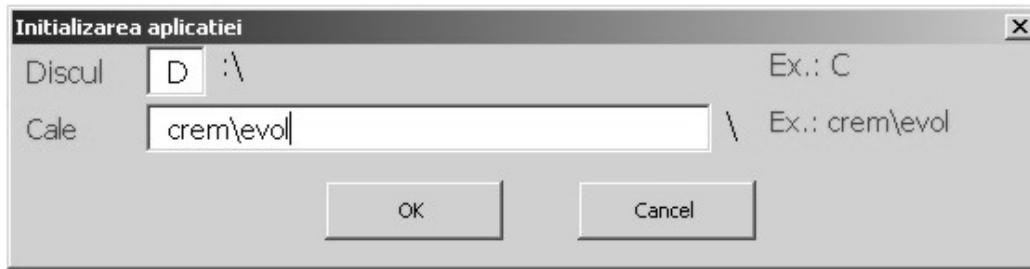 Initializarea aplicatiei
Discul D :\ Ex.: C
Cale crem\evol \ Ex.: crem\evol
OK Cancel